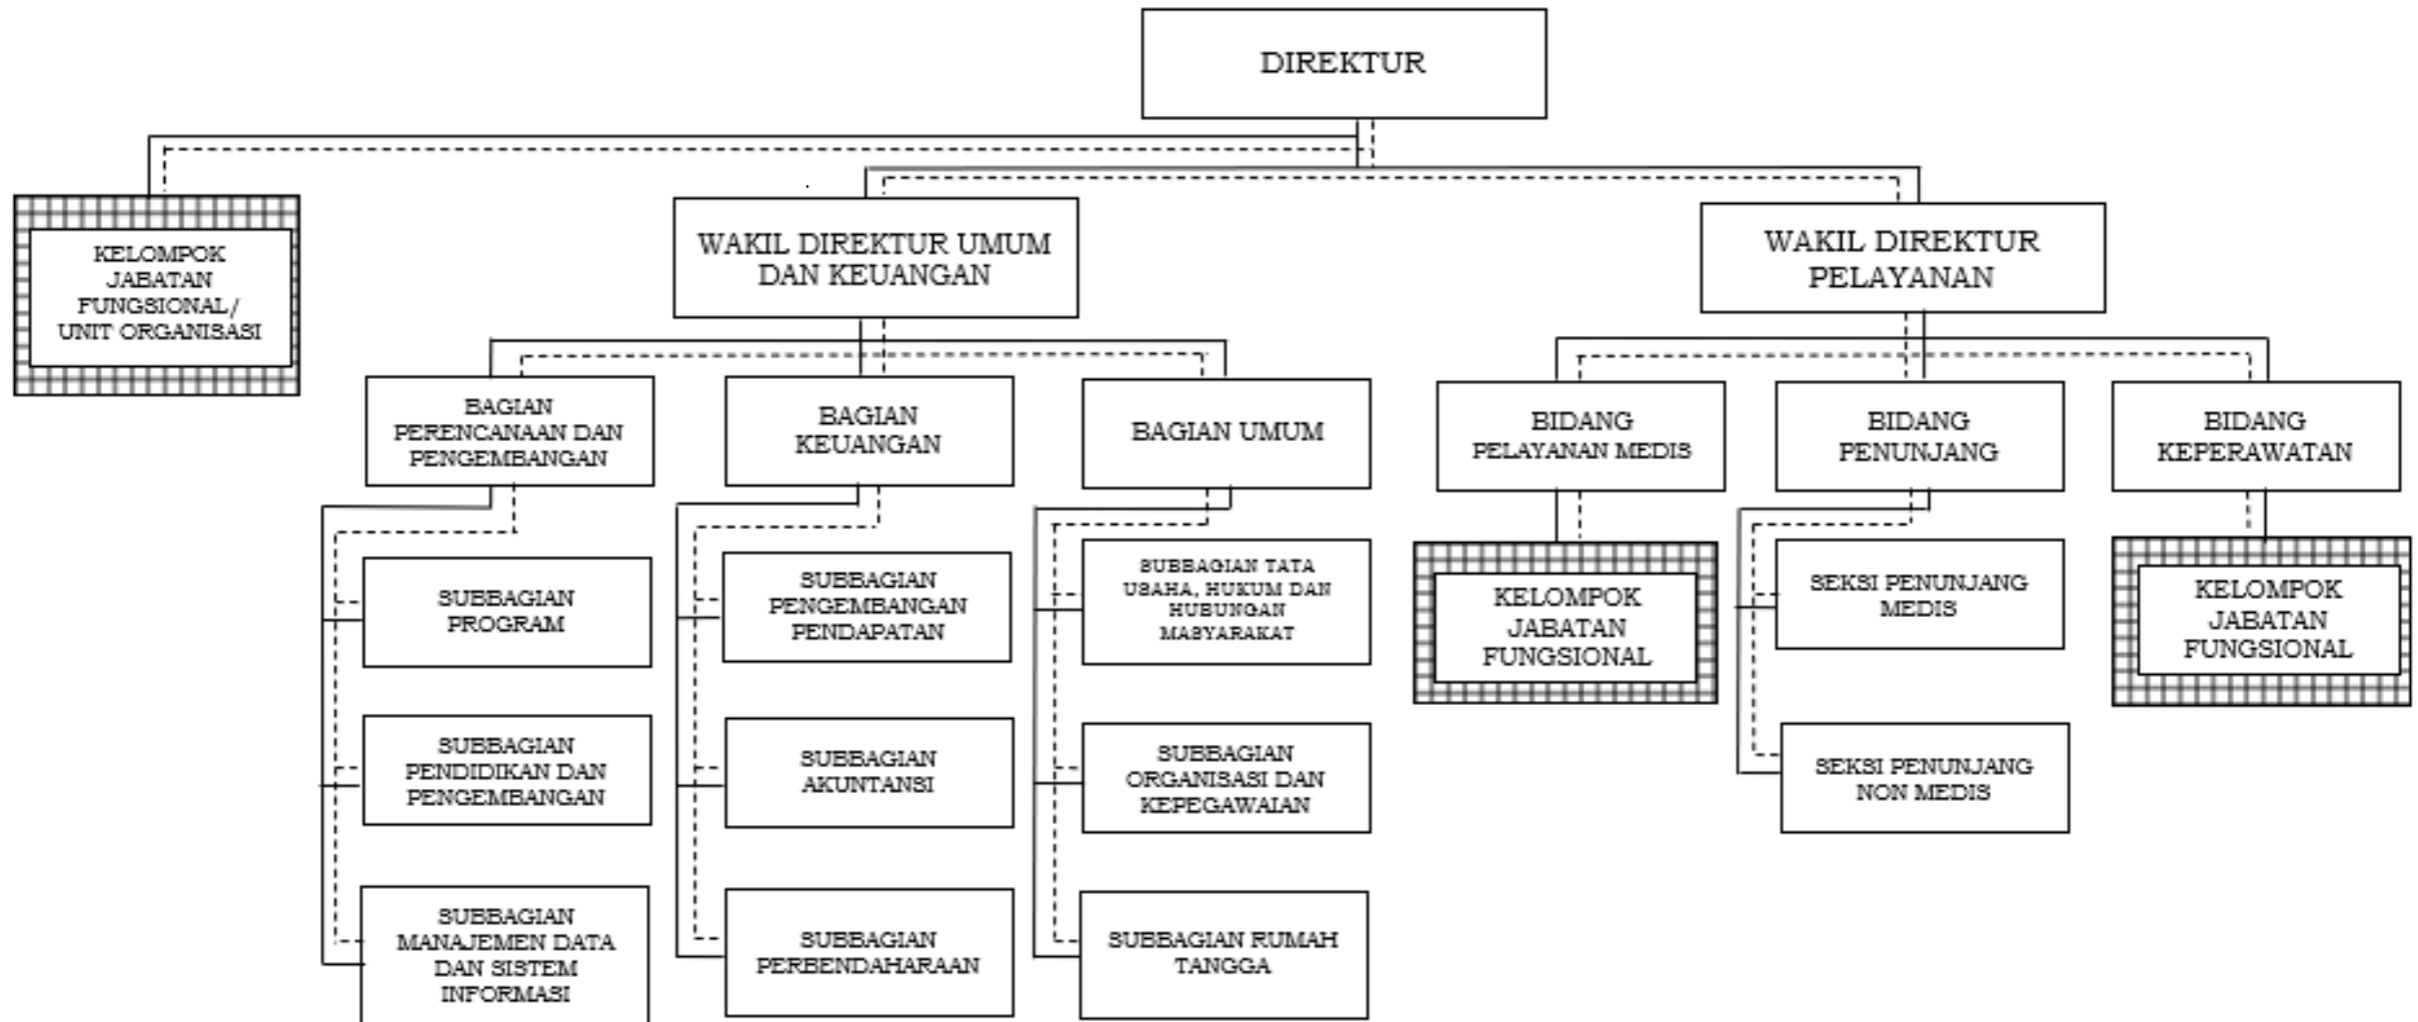 DIREKTUR
KELOMPOK
JABATAN
FUNGSIONAL/
UNIT ORGANISASI
WAKIL DIREKTUR UMUM
DAN KEUANGAN
WAKIL DIREKTUR
PELAYANAN
BAGIAN
PERENCANAAN DAN
PENGEMBANGAN
BAGIAN
KEUANGAN
BAGIAN UMUM
BIDANG
PELAYANAN MEDIS
BIDANG
PENUNJANG
BIDANG
KEPERAWATAN
SUBBAGIAN
PROGRAM
SUBBAGIAN
PENGEMBANGAN
PENDAPATAN
SUBBAGIAN TATA
USAHA, HUKUM DAN
HUBUNGAN
MASYARAKAT
KELOMPOK
JABATAN
FUNGSIONAL
SEKSI PENUNJANG
MEDIS
KELOMPOK
JABATAN
FUNGSIONAL
SUBBAGIAN
PENDIDIKAN DAN
PENGEMBANGAN
SUBBAGIAN
AKUNTANSI
SUBBAGIAN
ORGANISASI DAN
KEPEGAWAIAN
SEKSI PENUNJANG
NON MEDIS
SUBBAGIAN
MANAJEMEN DATA
DAN SISTEM
INFORMASI
SUBBAGIAN
PERBENDAHARAAN
SUBBAGIAN RUMAH
TANGGA